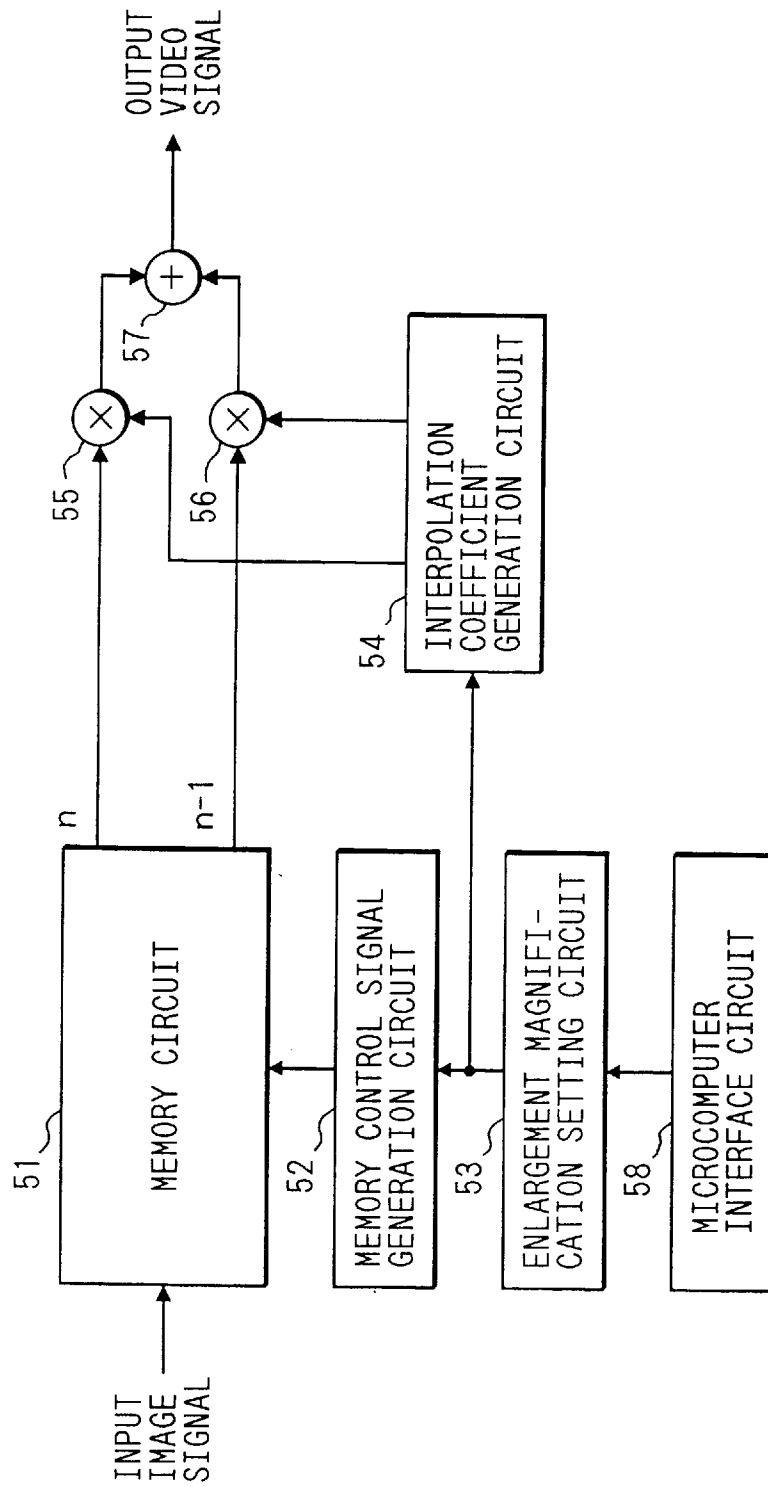 INPUT
IMAGE
SIGNAL
51
MEMORY CIRCUIT
n
n-1
52
MEMORY CONTROL SIGNAL
GENERATION CIRCUIT
53
ENLARGEMENT MAGNIFI-
CATION SETTING CIRCUIT
58
MICROCOMPUTER
INTERFACE CIRCUIT
54
INTERPOLATION
COEFFICIENT
GENERATION CIRCUIT
55
×
56
×
57
+
OUTPUT
VIDEO
SIGNAL